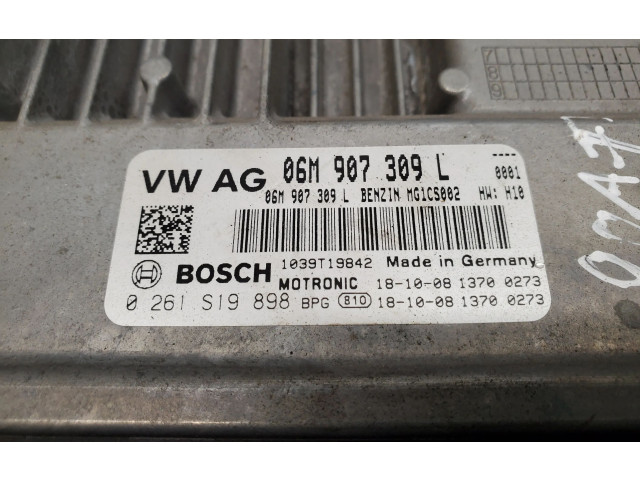 VW AG 06M 907 309 L 0001
06M 907 309 L BENZIN MG1CS002 HW: H10
BOSCH 1039T19842 Made in Germany
MOTRONIC 18-10-08 1370 0273
0 261 S19 898 BPG 810 18-10-08 1370 0273